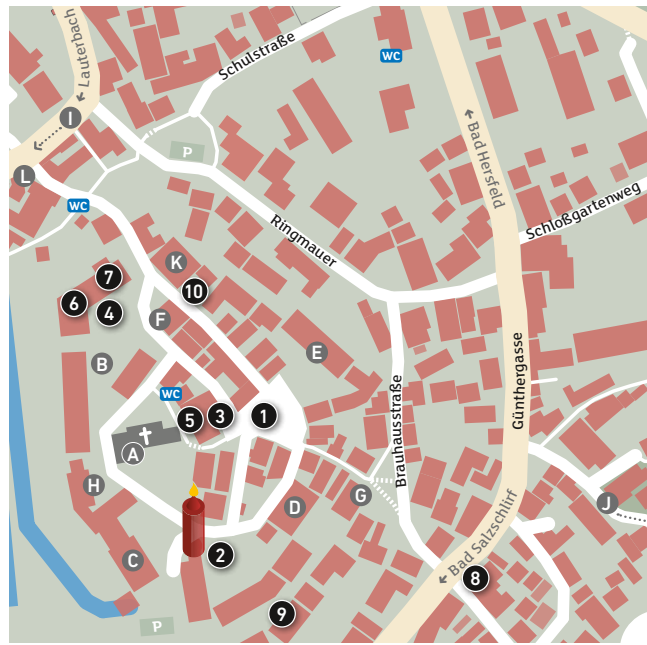 Lauterbach
Schulstraße
WC
I
P
Bad Hersfeld
L
WC
Schloßgartenweg
Ringmauer
K
7
10
6
4
F
Günthergasse
E
B
WC
Brauhausstraße
5
3
1
A
H
G
D
J
Bad Salzschlirf
2
C
8
9
P